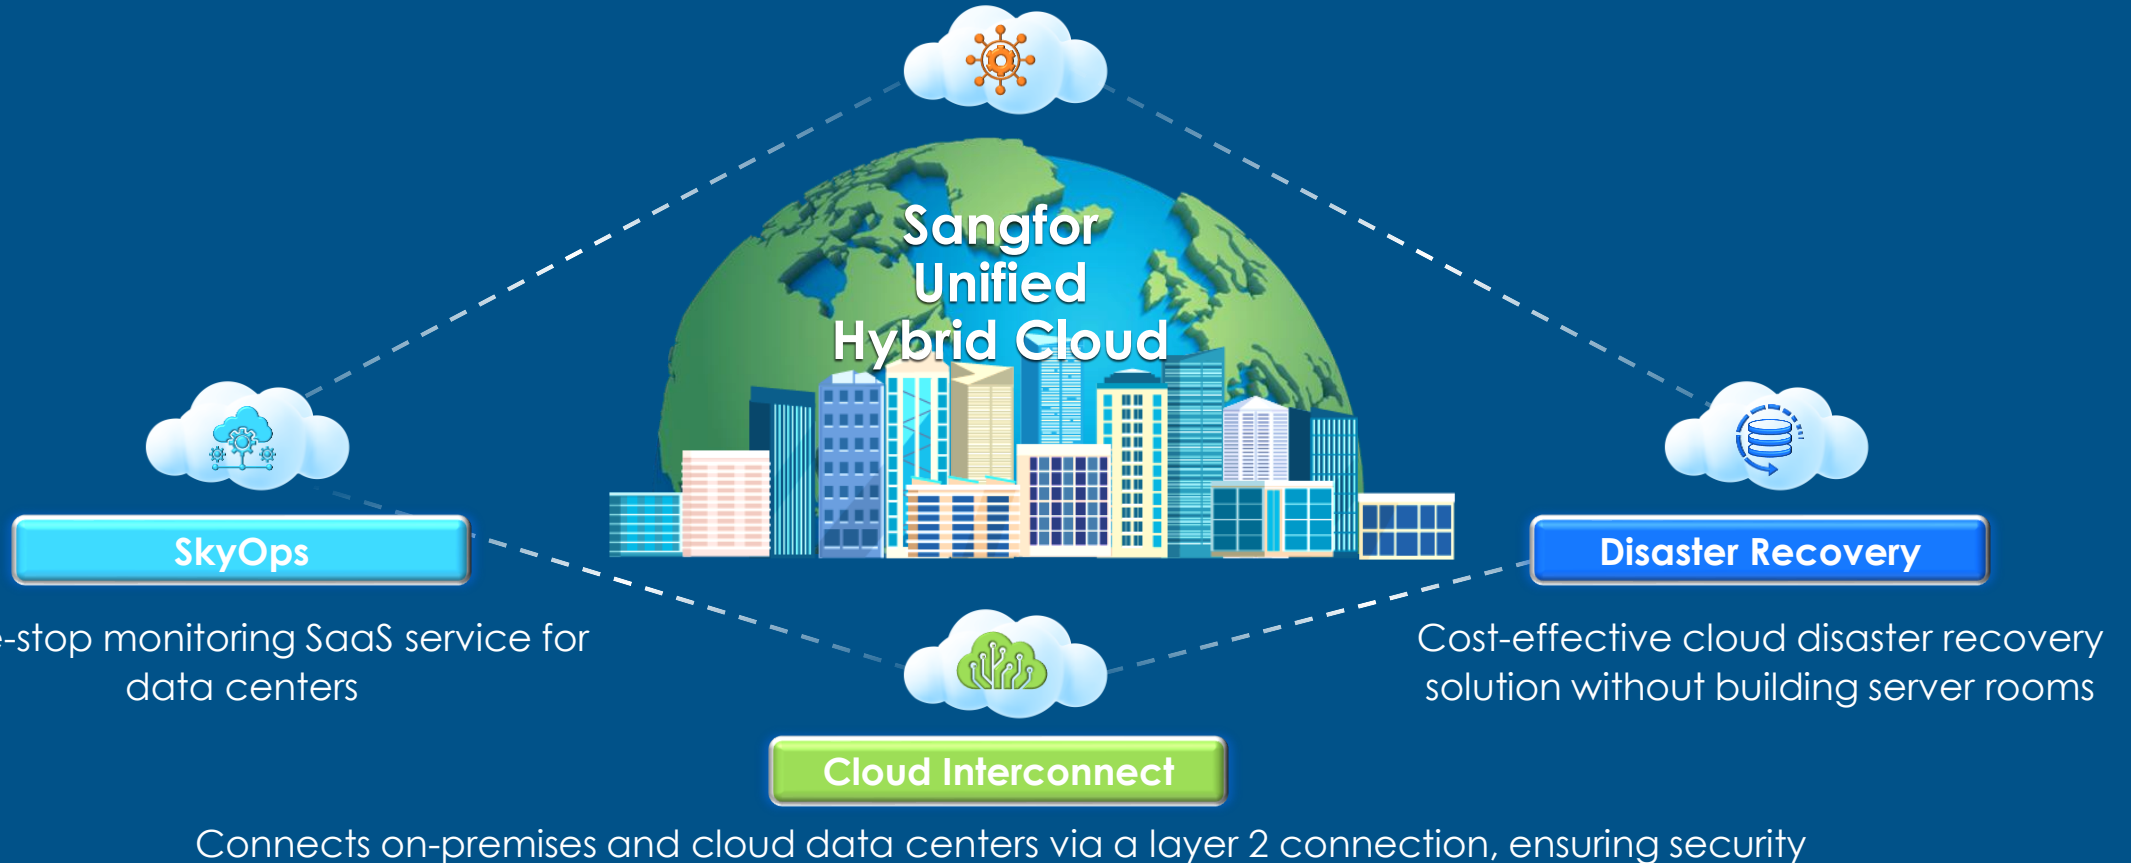 Sangfor
Unified
Hybrid Cloud
SkyOps
-stop monitoring SaaS service for
data centers
Disaster Recovery
Cost-effective cloud disaster recovery
solution without building server rooms
Cloud Interconnect
Connects on-premises and cloud data centers via a layer 2 connection, ensuring security